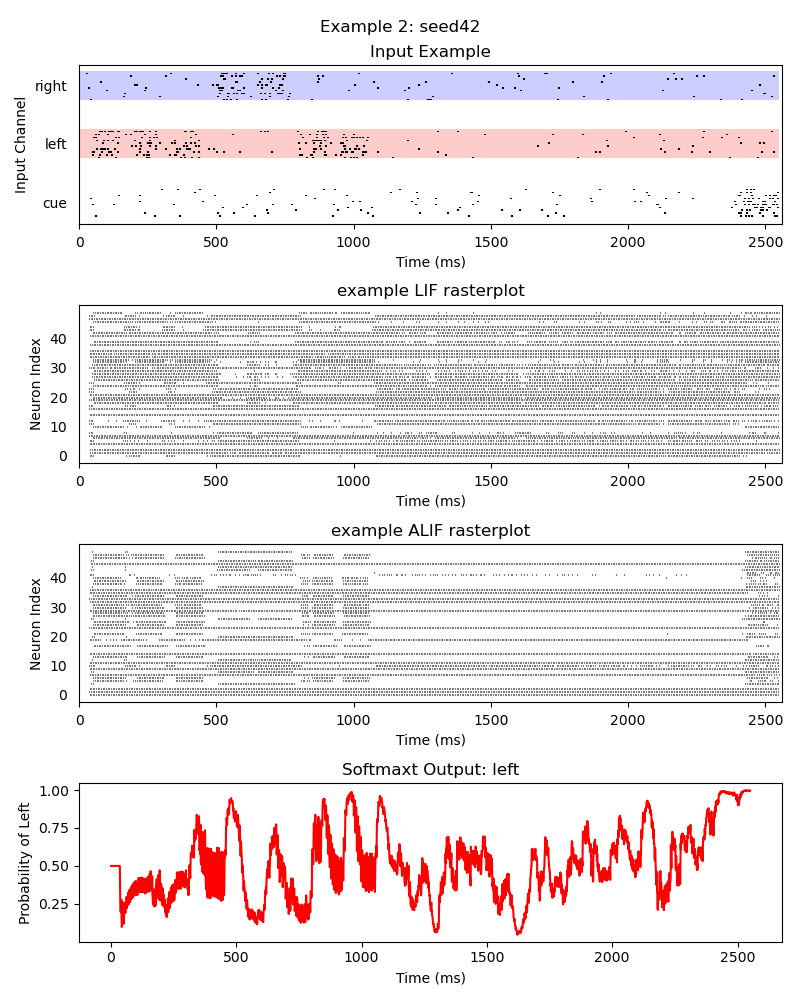 Example 2: seed42
Input Example
right
left
cue
Input Channel
0 500 1000 1500 2000 2500
Time (ms)
example LIF rasterplot
40
30
20
10
0
Neuron Index
0 500 1000 1500 2000 2500
Time (ms)
example ALIF rasterplot
40
30
20
10
0
Neuron Index
0 500 1000 1500 2000 2500
Time (ms)
Softmaxt Output: left
1.00
0.75
0.50
0.25
Probability of Left
0 500 1000 1500 2000 2500
Time (ms)